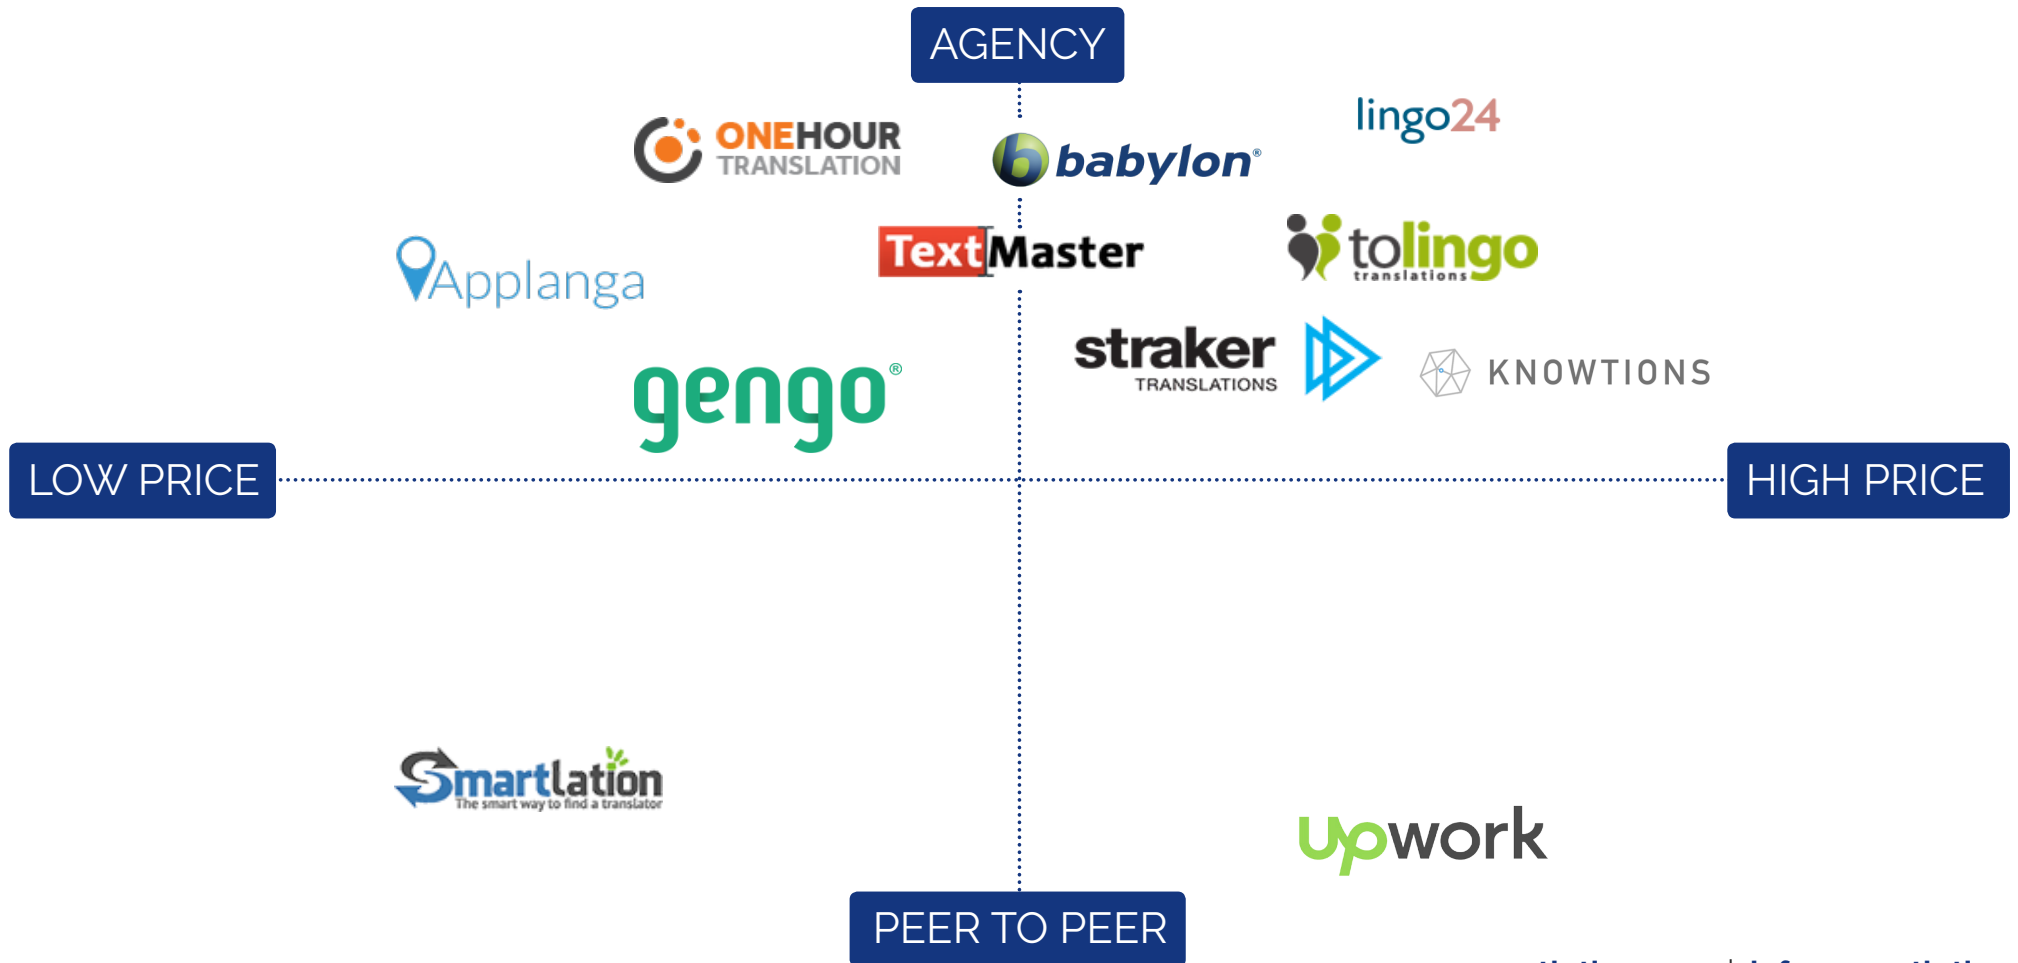 AGENCY
lingo24
ONEHOUR
TRANSLATION
babylon®
TextMaster
tolingo
translations
Applanga
straker
TRANSLATIONS
KNOWTIONS
gengo®
LOW PRICE
HIGH PRICE
Smartlation
The smart way to find a translator
upwork
PEER TO PEER